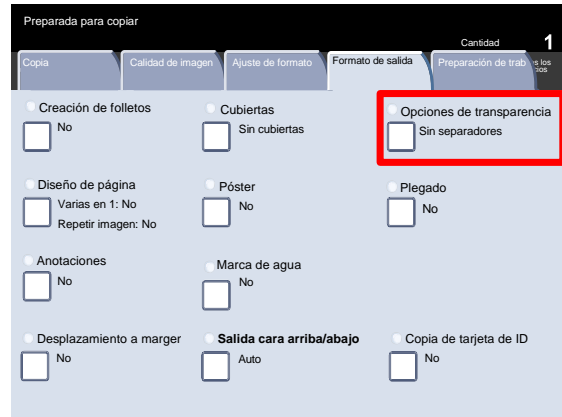 Preparada para copiar
Cantidad 1
Copia Calidad de imagen Ajuste de formato Formato de salida Preparación de trab
Creación de folletos Cubiertas Opciones de transparencia
No Sin cubiertas Sin separadores
Diseño de página Póster Plegado
Varias en 1: No No No
Repetir imagen: No
Anotaciones Marca de agua
No No
Desplazamiento a marger Salida cara arriba/abajo Copia de tarjeta de ID
No Auto No